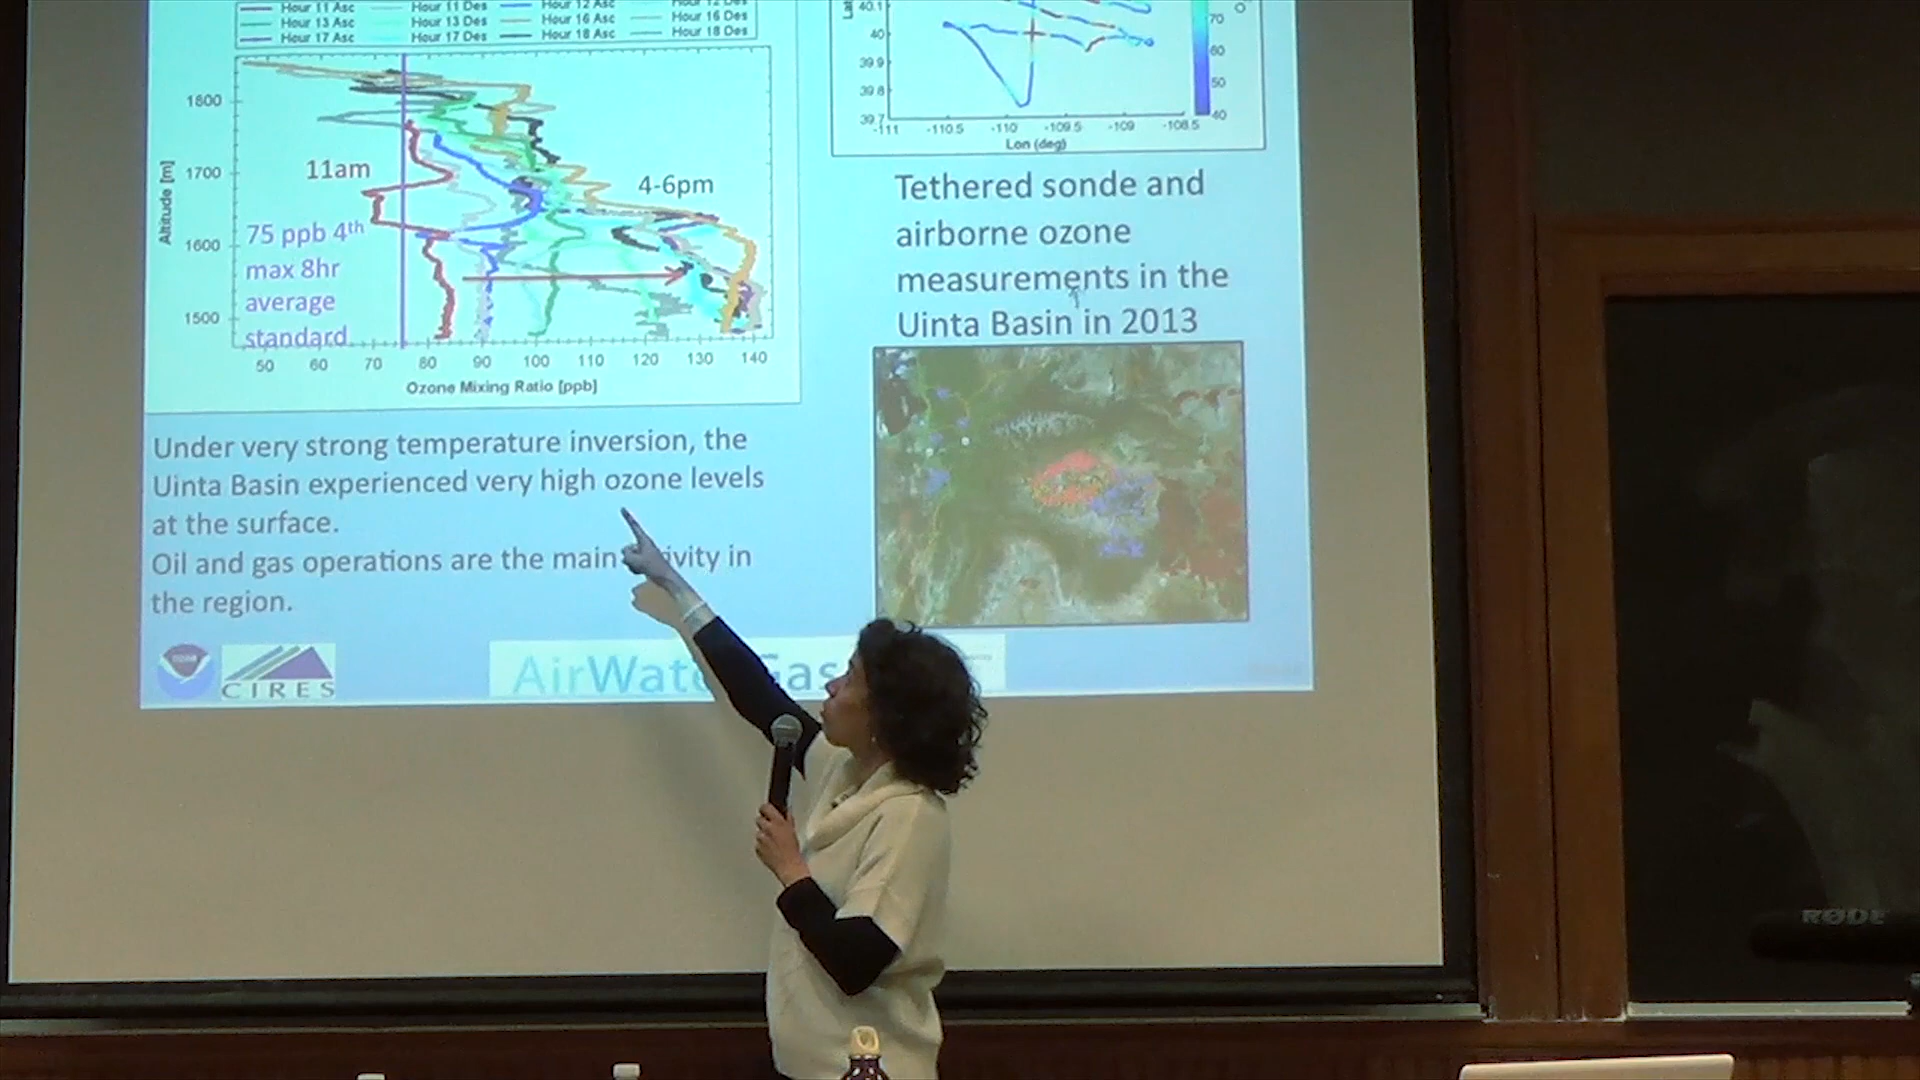 Hour 11 Asc Hour 11 Des Hour 12 Asc Hour 12 Des
Hour 13 Asc Hour 13 Des Hour 16 Asc Hour 16 Des
Hour 17 Asc Hour 17 Des Hour 18 Asc Hour 18 Des
1800
1700
1600
1500
Altitude [m]
11am
4-6pm
75 ppb 4th
max 8hr
average
standard
50 60 70 80 90 100 110 120 130 140
Ozone Mixing Ratio [ppb]
40.1
40
39.9
39.8
39.7
-111 -110.5 -110 -109.5 -109 -108.5
Lon (deg)
70
60
50
40
Tethered sonde and
airborne ozone
measurements in the
Uinta Basin in 2013
Under very strong temperature inversion, the
Uinta Basin experienced very high ozone levels
at the surface.
Oil and gas operations are the main in
the region.
CIRES
RØDE